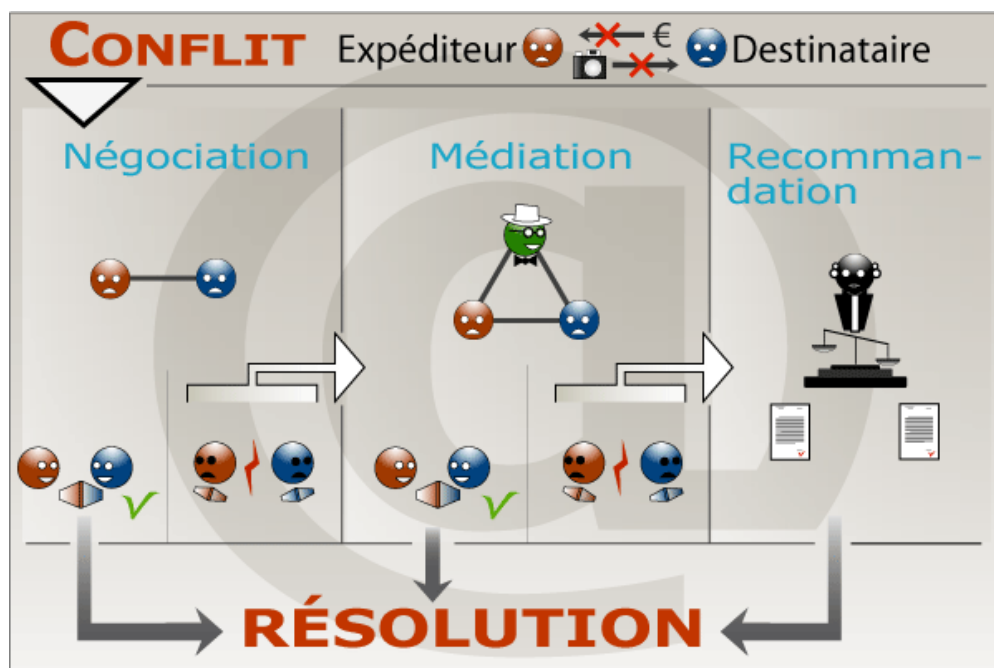 CONFLIT
Expéditeur € Destinataire
Négociation
Médiation
Recomman-
dation
RÉSOLUTION